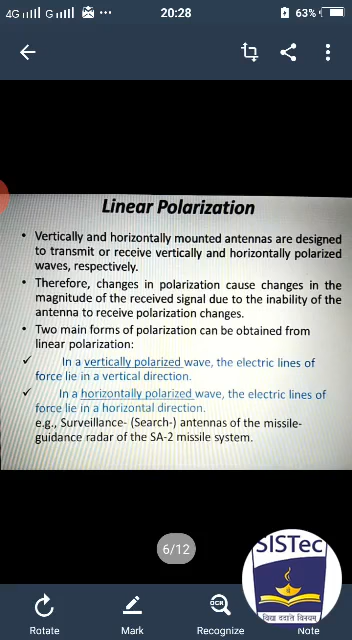 4G G ••• 20:28 63%
Linear Polarization
• Vertically and horizontally mounted antennas are designed
to transmit or receive vertically and horizontally polarized
waves, respectively.
• Therefore, changes in polarization cause changes in the
magnitude of the received signal due to the inability of the
antenna to receive polarization changes.
• Two main forms of polarization can be obtained from
linear polarization:
✓ In a vertically polarized wave, the electric lines of
force lie in a vertical direction.
✓ In a horizontally polarized wave, the electric lines of
force lie in a horizontal direction.
e.g., Surveillance- (Search-) antennas of the missile-
guidance radar of the SA-2 missile system.
6/12
SISTec
विद्या ददाति विनयम्
Rotate Mark OCR Recognize Note